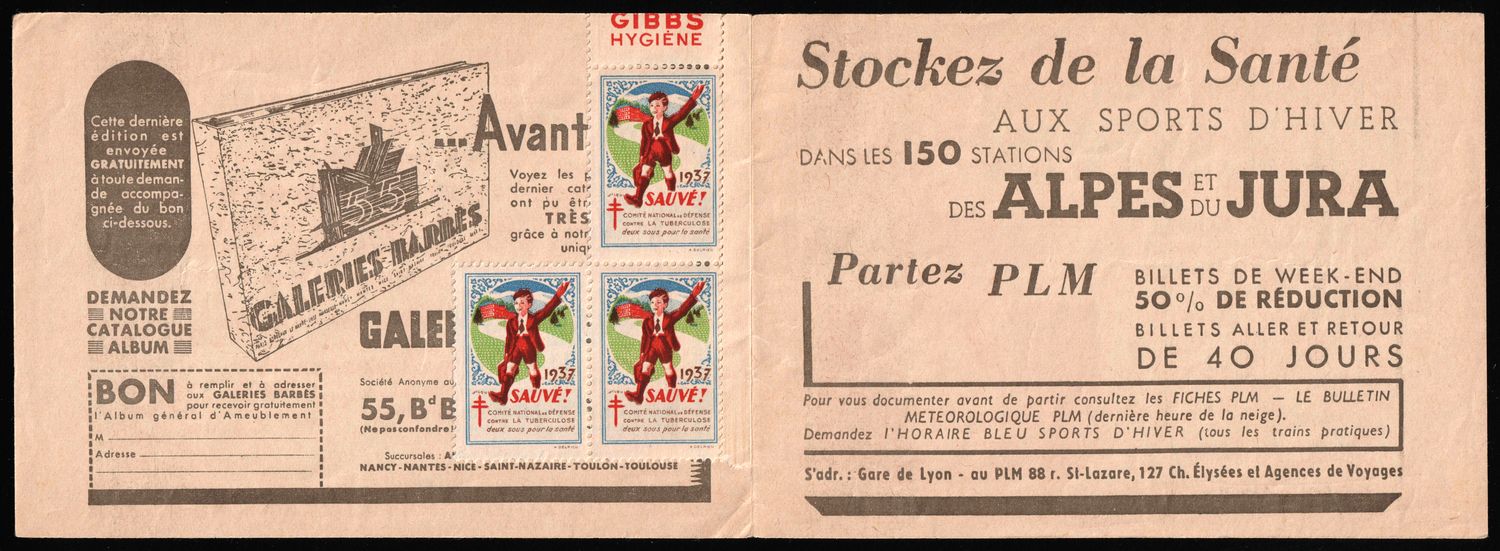 Cette dernière
édition est
envoyée
GRATUITEMENT
à toute deman-
de accompa-
gnée du bon
ci-dessous.
DEMANDEZ
NOTRE
CATALOGUE
ALBUM
335
GALERIES BARBÈS
...Avant
Voyez les p
dernier cat
ont pu êtr
TRÈS
grâce à notr
uniq
GALE
BON
à remplir et à adresser
aux GALERIES BARBÈS
pour recevoir gratuitement
l'Album général d'Ameublement
M
Adresse
Société Anonyme au
55, Bd B
(Ne pas confondre
Succursales : A
NANCY - NANTES - NICE - SAINT-NAZAIRE - TOULON - TOULOUSE
GIBBS
HYGIÈNE
1937
SAUVÉ!
COMITÉ NATIONAL DE DÉFENSE
CONTRE LA TUBERCULOSE
deux sous pour la santé
A DELRIEU
1937
SAUVÉ!
COMITÉ NATIONAL DE DÉFENSE
CONTRE LA TUBERCULOSE
deux sous pour la santé
A DELRIEU
1937
SAUVÉ!
COMITÉ NATIONAL DE DÉFENSE
CONTRE LA TUBERCULOSE
deux sous pour la santé
A DELRIEU
Stockez de la Santé
AUX SPORTS D'HIVER
DANS LES 150 STATIONS
DES ALPES ET DU JURA
Partez PLM
BILLETS DE WEEK-END
50% DE RÉDUCTION
BILLETS ALLER ET RETOUR
DE 40 JOURS
Pour vous documenter avant de partir consultez les FICHES PLM — LE BULLETIN
METEOROLOGIQUE PLM (dernière heure de la neige).
Demandez l'HORAIRE BLEU SPORTS D'HIVER (tous les trains pratiques)
S'adr. : Gare de Lyon - au PLM 88 r. St-Lazare, 127 Ch. Élysées et Agences de Voyages